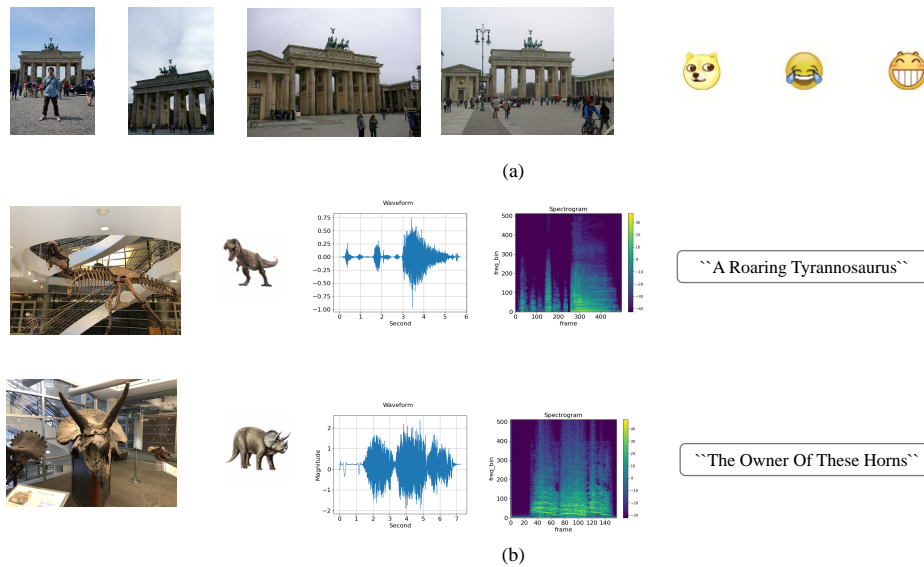 (a)
Waveform
0.75
0.50
0.25
0.00
-0.25
-0.50
-0.75
-1.00
0 1 2 3 4 5 6
Second
Spectrogram
freq_bin
500
400
300
200
100
0
0 100 200 300 400
frame
``A Roaring Tyrannosaurus``
Waveform
Magnitude
2
1
0
−1
−2
0 1 2 3 4 5 6 7
Second
Spectrogram
freq_bin
500
400
300
200
100
0
0 20 40 60 80 100 120 140
frame
``The Owner Of These Horns``
(b)